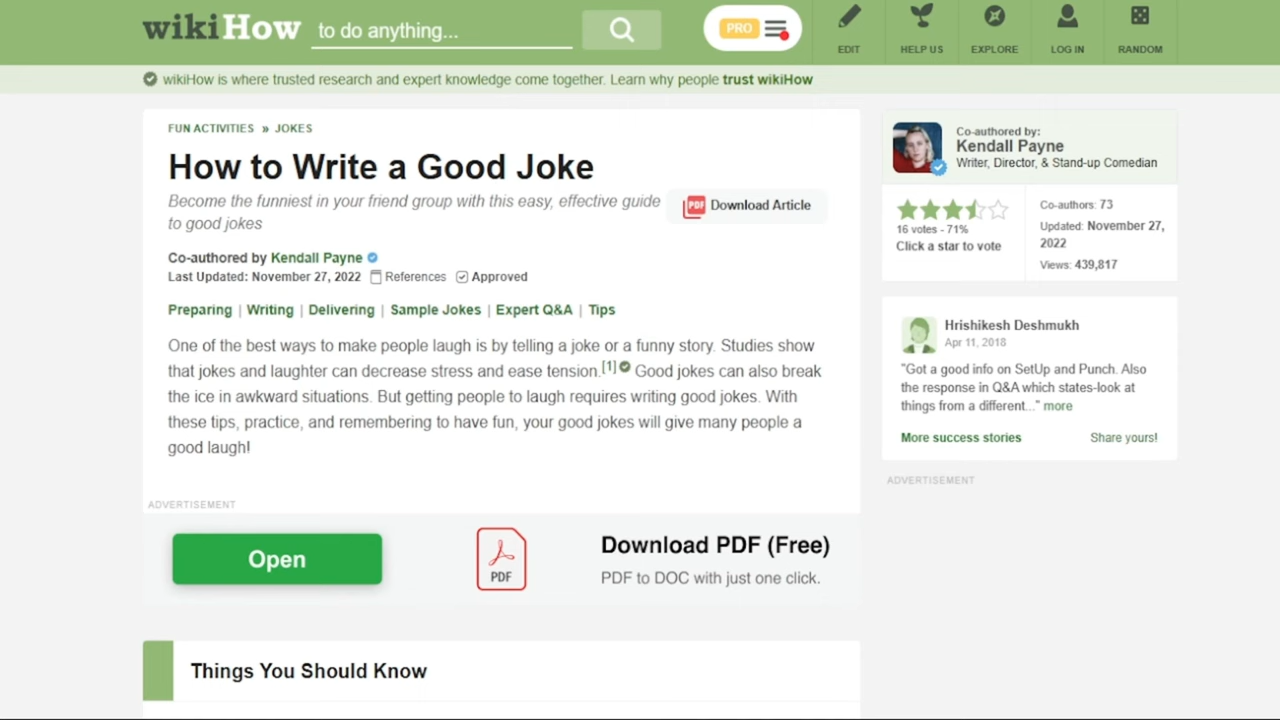 wikiHow to do anything...
PRO
EDIT
HELP US
EXPLORE
LOG IN
RANDOM
wikiHow is where trusted research and expert knowledge come together. Learn why people trust wikiHow
FUN ACTIVITIES » JOKES
How to Write a Good Joke
Become the funniest in your friend group with this easy, effective guide
to good jokes
PDF Download Article
Co-authored by Kendall Payne
Last Updated: November 27, 2022 References Approved
Preparing | Writing | Delivering | Sample Jokes | Expert Q&A | Tips
One of the best ways to make people laugh is by telling a joke or a funny story. Studies show
that jokes and laughter can decrease stress and ease tension.[1] Good jokes can also break
the ice in awkward situations. But getting people to laugh requires writing good jokes. With
these tips, practice, and remembering to have fun, your good jokes will give many people a
good laugh!
ADVERTISEMENT
Open
PDF
Download PDF (Free)
PDF to DOC with just one click.
Things You Should Know
Co-authored by:
Kendall Payne
Writer, Director, & Stand-up Comedian
16 votes - 71%
Click a star to vote
Co-authors: 73
Updated: November 27,
2022
Views: 439,817
Hrishikesh Deshmukh
Apr 11, 2018
"Got a good info on SetUp and Punch. Also
the response in Q&A which states-look at
things from a different..." more
More success stories
Share yours!
ADVERTISEMENT